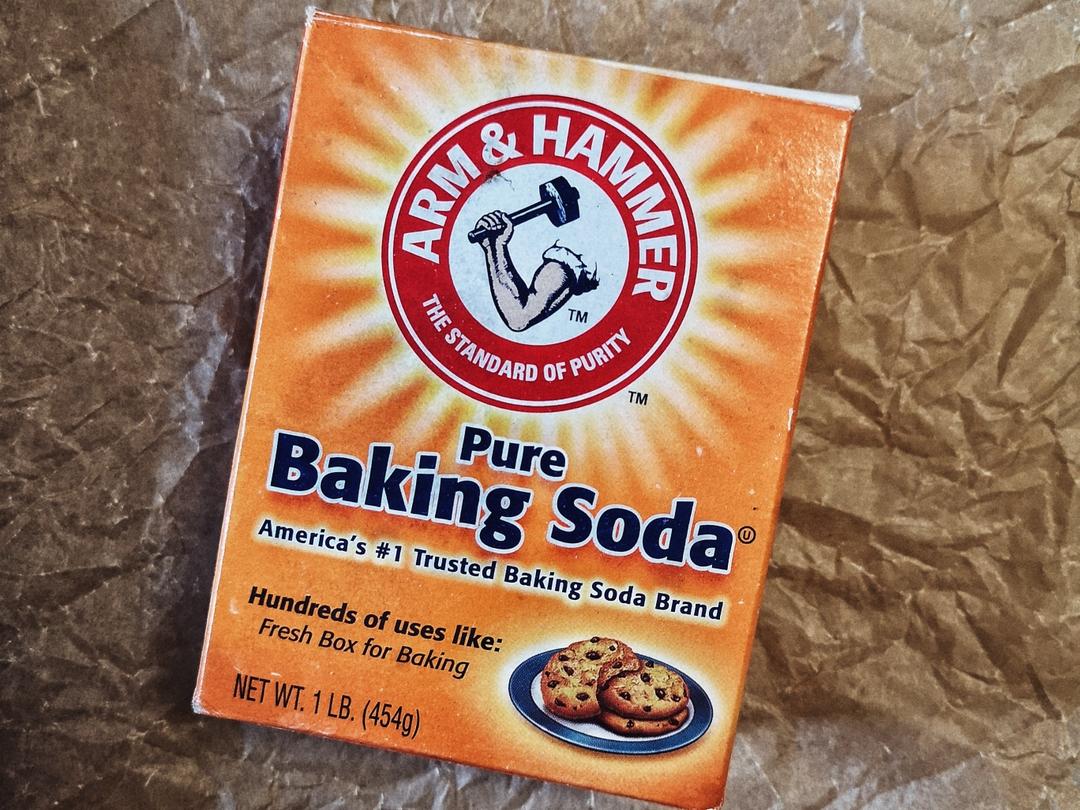 ARM & HAMMER
TM
THE STANDARD OF PURITY
TM
Pure
Baking Soda Ⓤ
America's #1 Trusted Baking Soda Brand
Hundreds of uses like:
Fresh Box for Baking
NET WT. 1 LB. (454g)